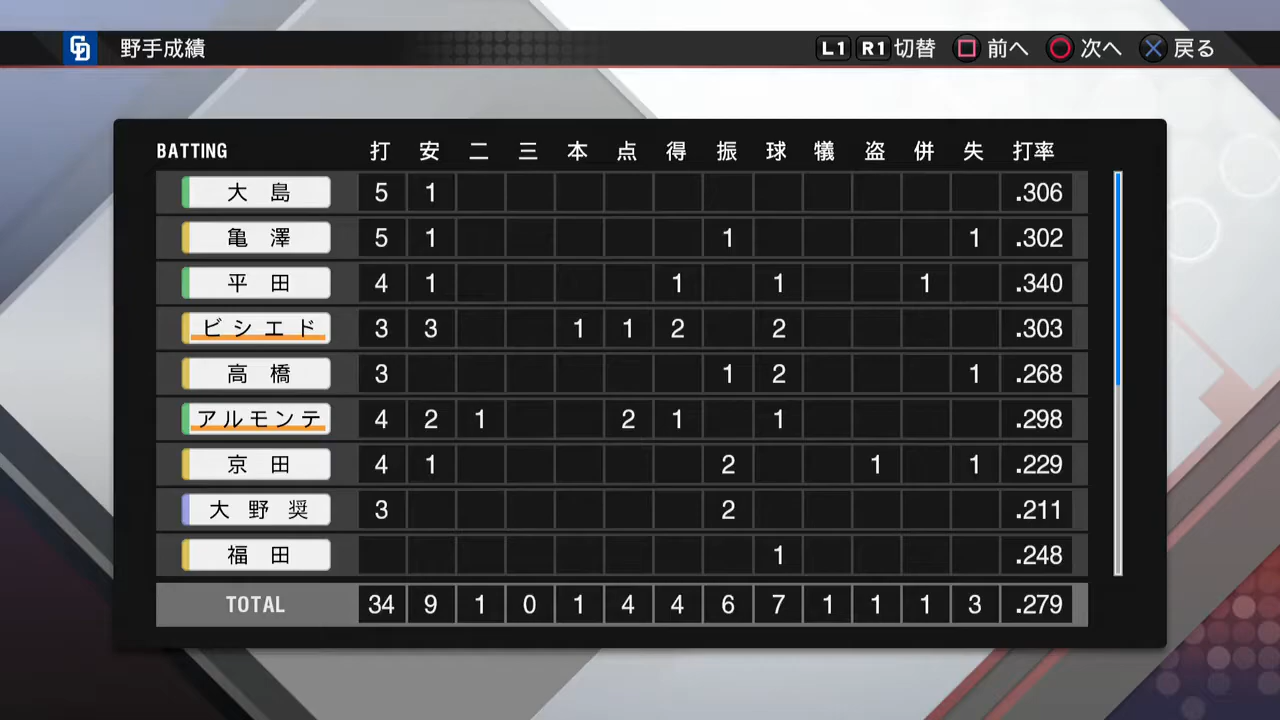 CD 野手成績 L1 R1 切替 前へ 次へ 戻る
BATTING 打 安 二 三 本 点 得 振 球 犠 盗 併 失 打率
大島 5 1 .306
亀澤 5 1 1 1 .302
平田 4 1 1 1 1 .340
ビシエド 3 3 1 1 2 2 .303
高橋 3 1 2 1 .268
アルモンテ 4 2 1 2 1 1 .298
京田 4 1 2 1 1 .229
大野奨 3 2 .211
福田 1 .248
TOTAL 34 9 1 0 1 4 4 6 7 1 1 1 3 .279